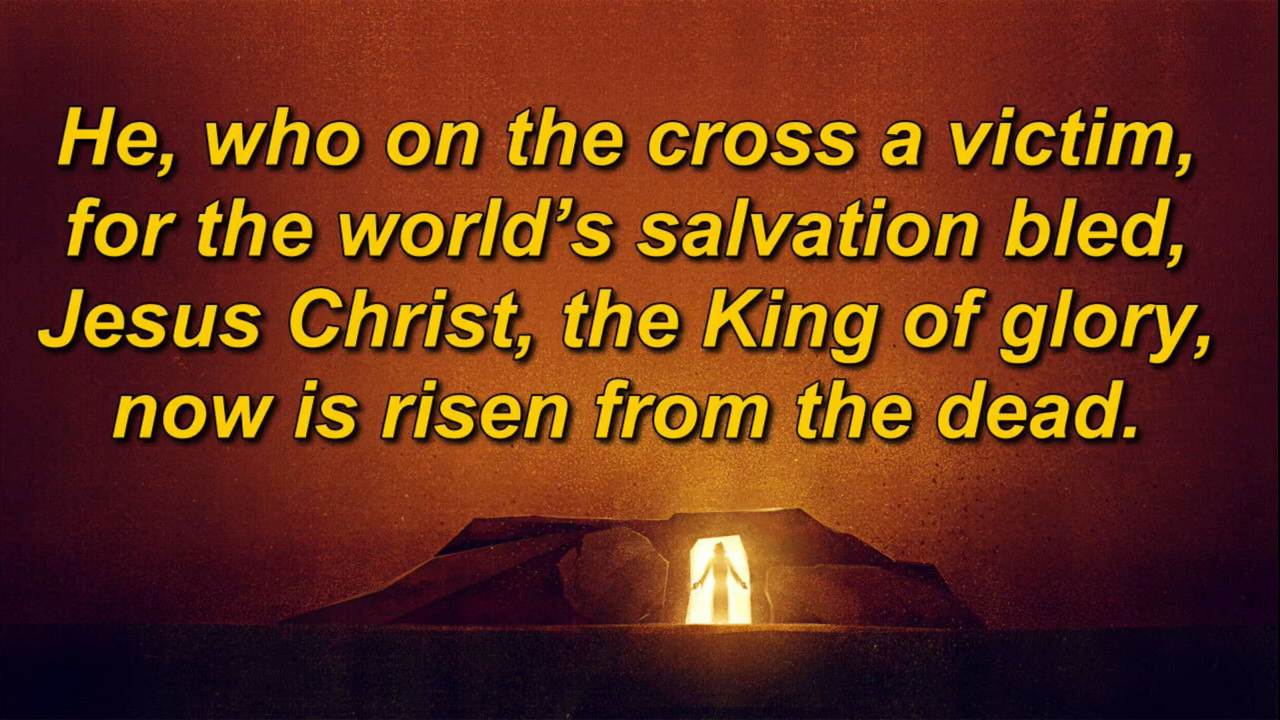 He, who on the cross a victim,
for the world’s salvation bled,
Jesus Christ, the King of glory,
now is risen from the dead.